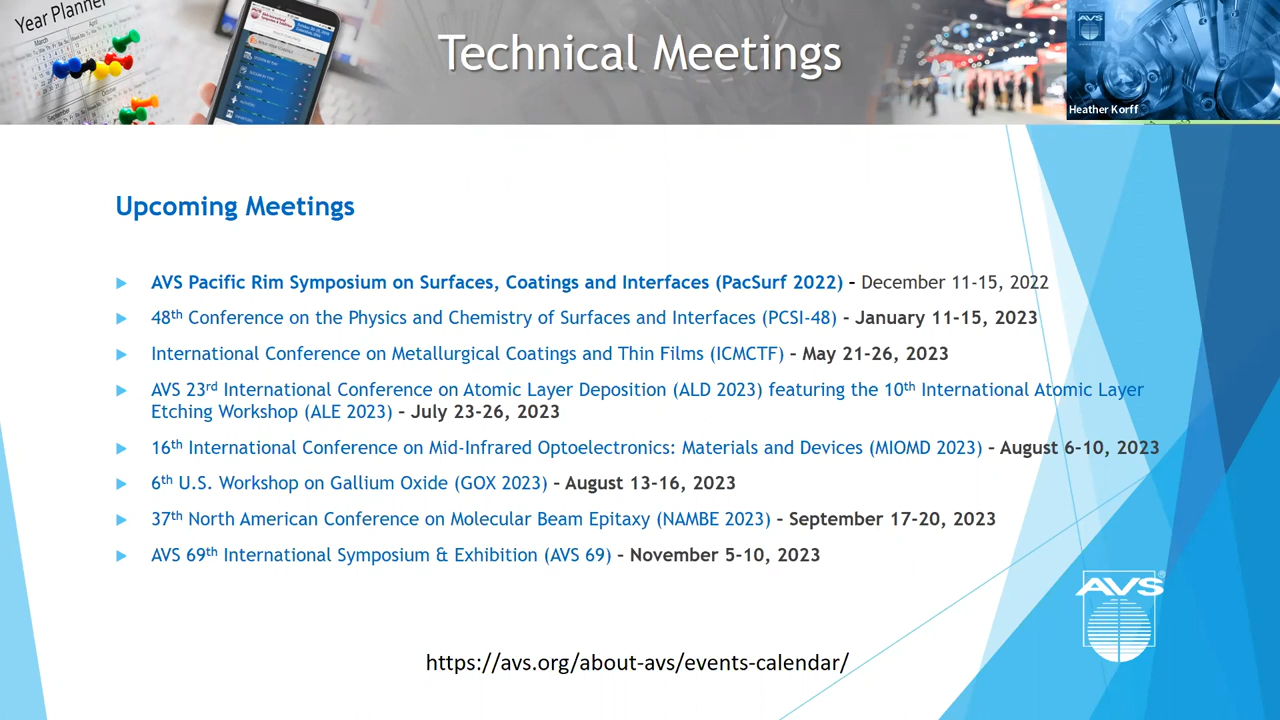 Year Planner
March
April
September
AVS
Technical Meetings
AVS
Heather Korff
Upcoming Meetings
AVS Pacific Rim Symposium on Surfaces, Coatings and Interfaces (PacSurf 2022) - December 11-15, 2022
48th Conference on the Physics and Chemistry of Surfaces and Interfaces (PCSI-48) - January 11-15, 2023
International Conference on Metallurgical Coatings and Thin Films (ICMCTF) - May 21-26, 2023
AVS 23rd International Conference on Atomic Layer Deposition (ALD 2023) featuring the 10th International Atomic Layer
Etching Workshop (ALE 2023) - July 23-26, 2023
16th International Conference on Mid-Infrared Optoelectronics: Materials and Devices (MIOMD 2023) - August 6-10, 2023
6th U.S. Workshop on Gallium Oxide (GOX 2023) - August 13-16, 2023
37th North American Conference on Molecular Beam Epitaxy (NAMBE 2023) - September 17-20, 2023
AVS 69th International Symposium & Exhibition (AVS 69) - November 5-10, 2023
AVS®
https://avs.org/about-avs/events-calendar/